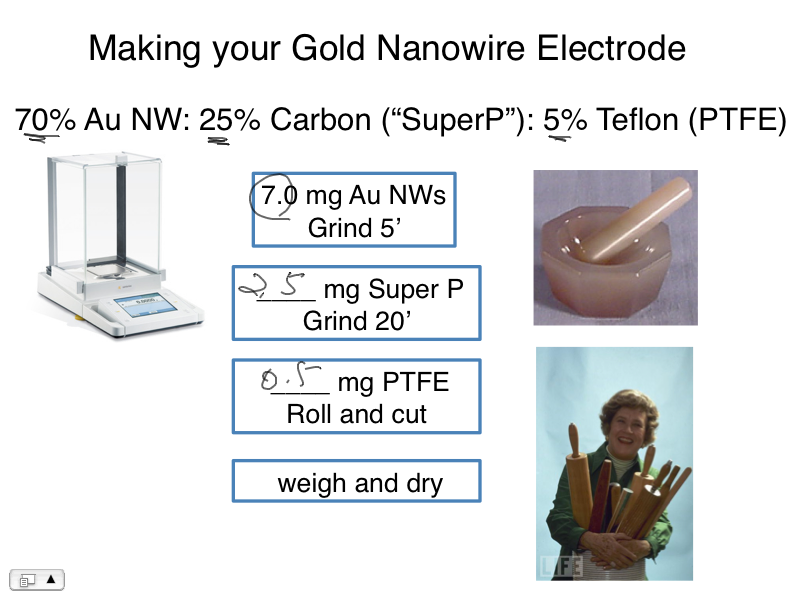 Making your Gold Nanowire Electrode
70% Au NW: 25% Carbon (“SuperP”): 5% Teflon (PTFE)
7.0 mg Au NWs
Grind 5’
2.5 mg Super P
Grind 20’
0.5 mg PTFE
Roll and cut
weigh and dry
LIFE